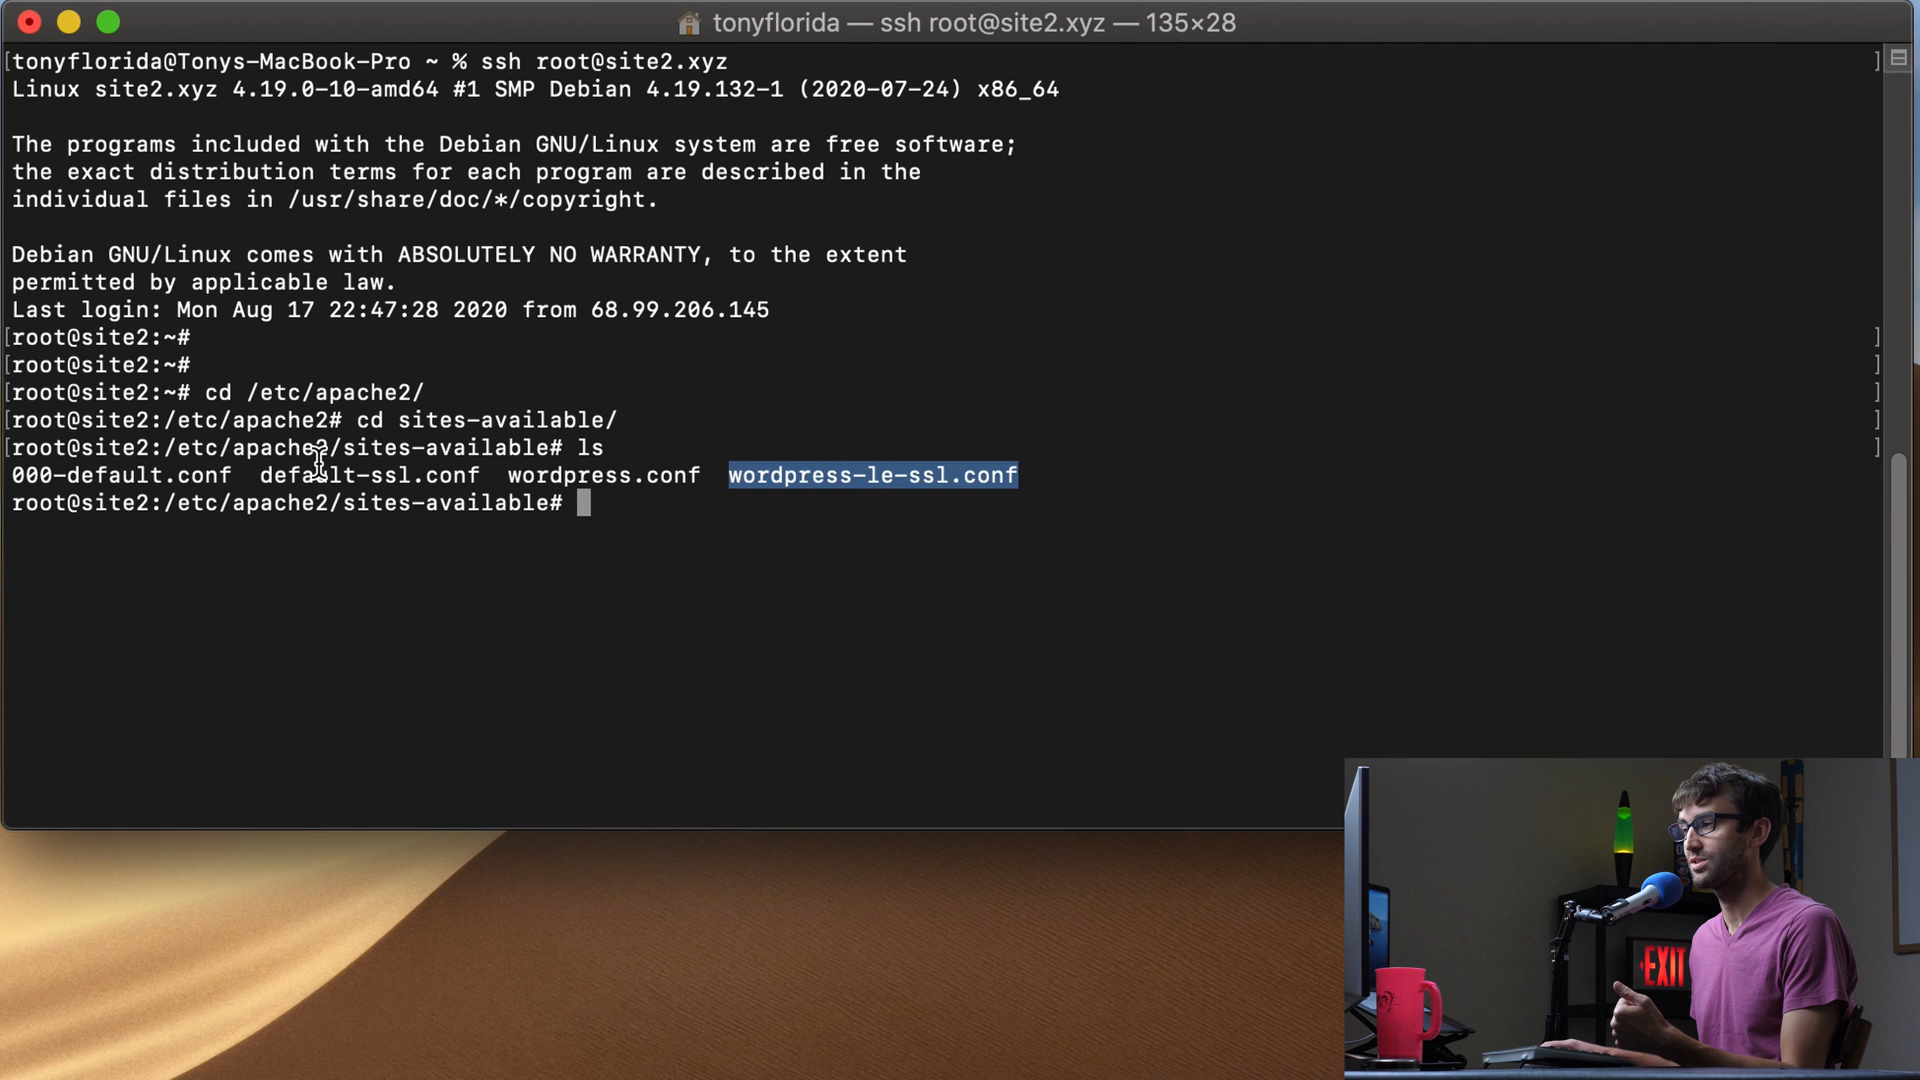 tonyflorida — ssh root@site2.xyz — 135×28
[tonyflorida@Tonys-MacBook-Pro ~ % ssh root@site2.xyz ]
Linux site2.xyz 4.19.0-10-amd64 #1 SMP Debian 4.19.132-1 (2020-07-24) x86_64
The programs included with the Debian GNU/Linux system are free software;
the exact distribution terms for each program are described in the
individual files in /usr/share/doc/*/copyright.
Debian GNU/Linux comes with ABSOLUTELY NO WARRANTY, to the extent
permitted by applicable law.
Last login: Mon Aug 17 22:47:28 2020 from 68.99.206.145
[root@site2:~# ]
[root@site2:~# ]
[root@site2:~# cd /etc/apache2/ ]
[root@site2:/etc/apache2# cd sites-available/ ]
[root@site2:/etc/apache2/sites-available# ls ]
000-default.conf default-ssl.conf wordpress.conf wordpress-le-ssl.conf
root@site2:/etc/apache2/sites-available#
EXIT